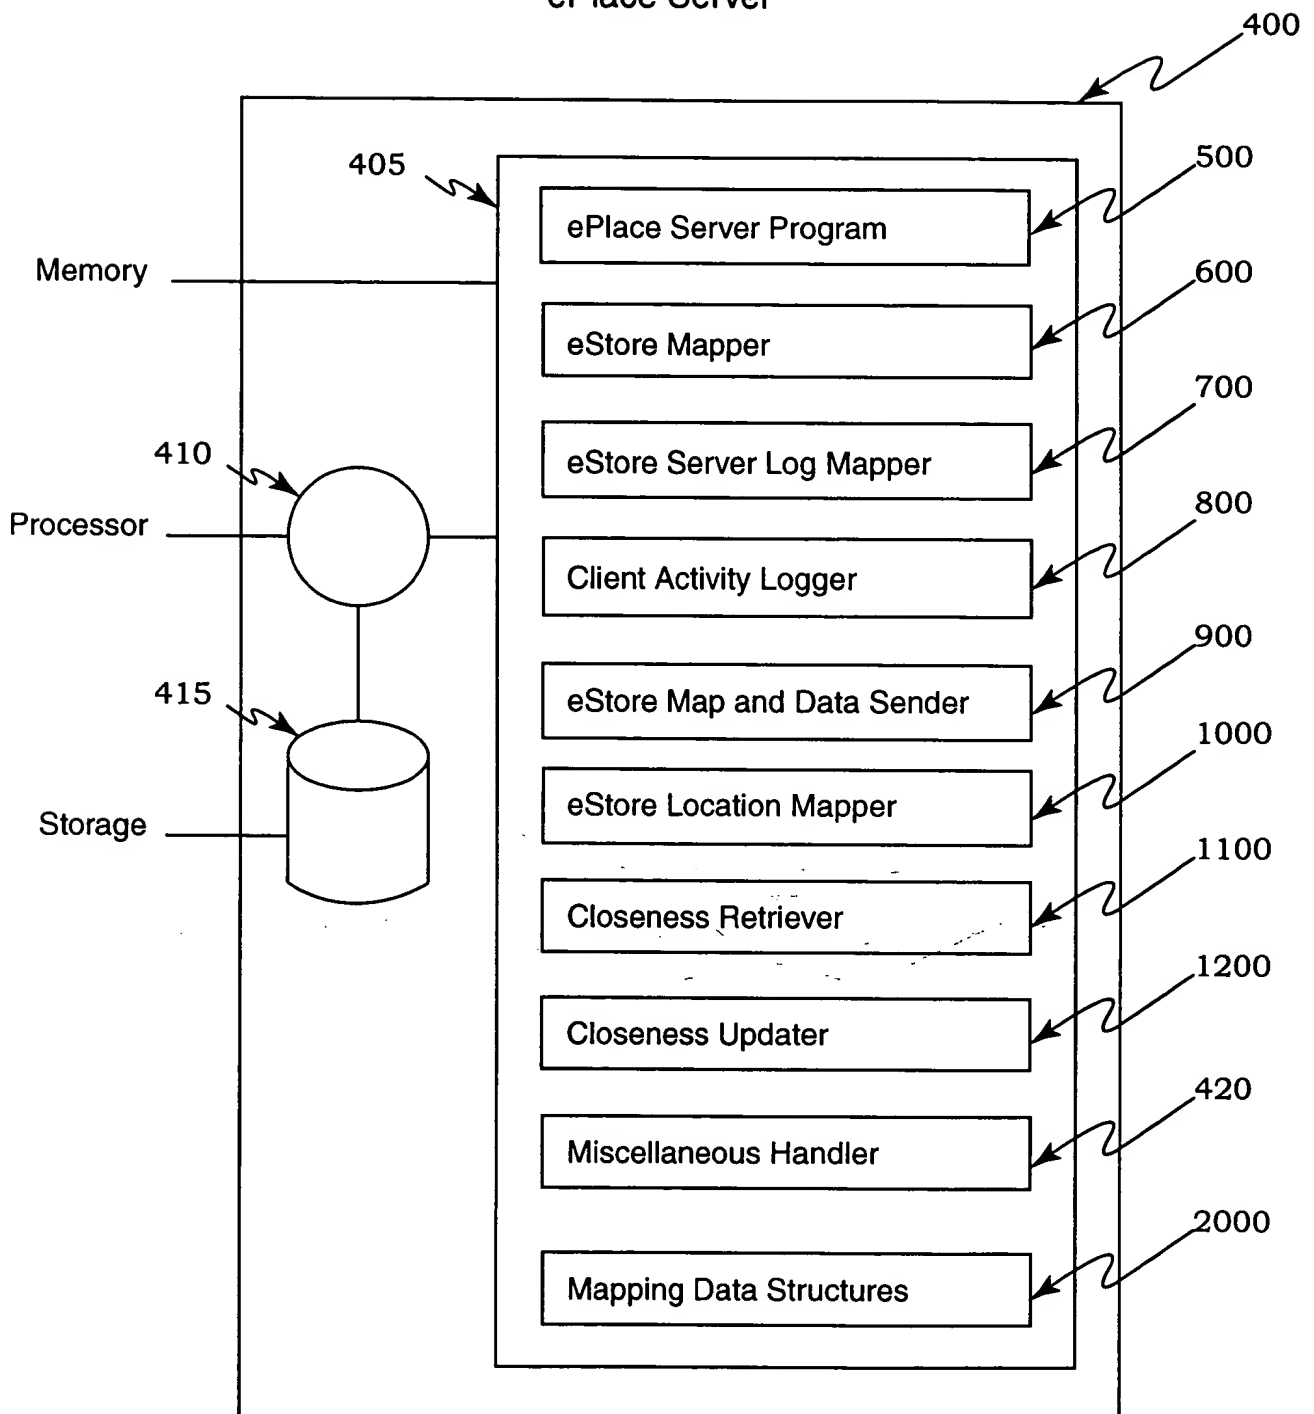 ePlace Server
400
405
500
ePlace Server Program
Memory
600
eStore Mapper
700
410
eStore Server Log Mapper
Processor
800
Client Activity Logger
900
415
eStore Map and Data Sender
1000
eStore Location Mapper
Storage
1100
Closeness Retriever
1200
Closeness Updater
420
Miscellaneous Handler
2000
Mapping Data Structures